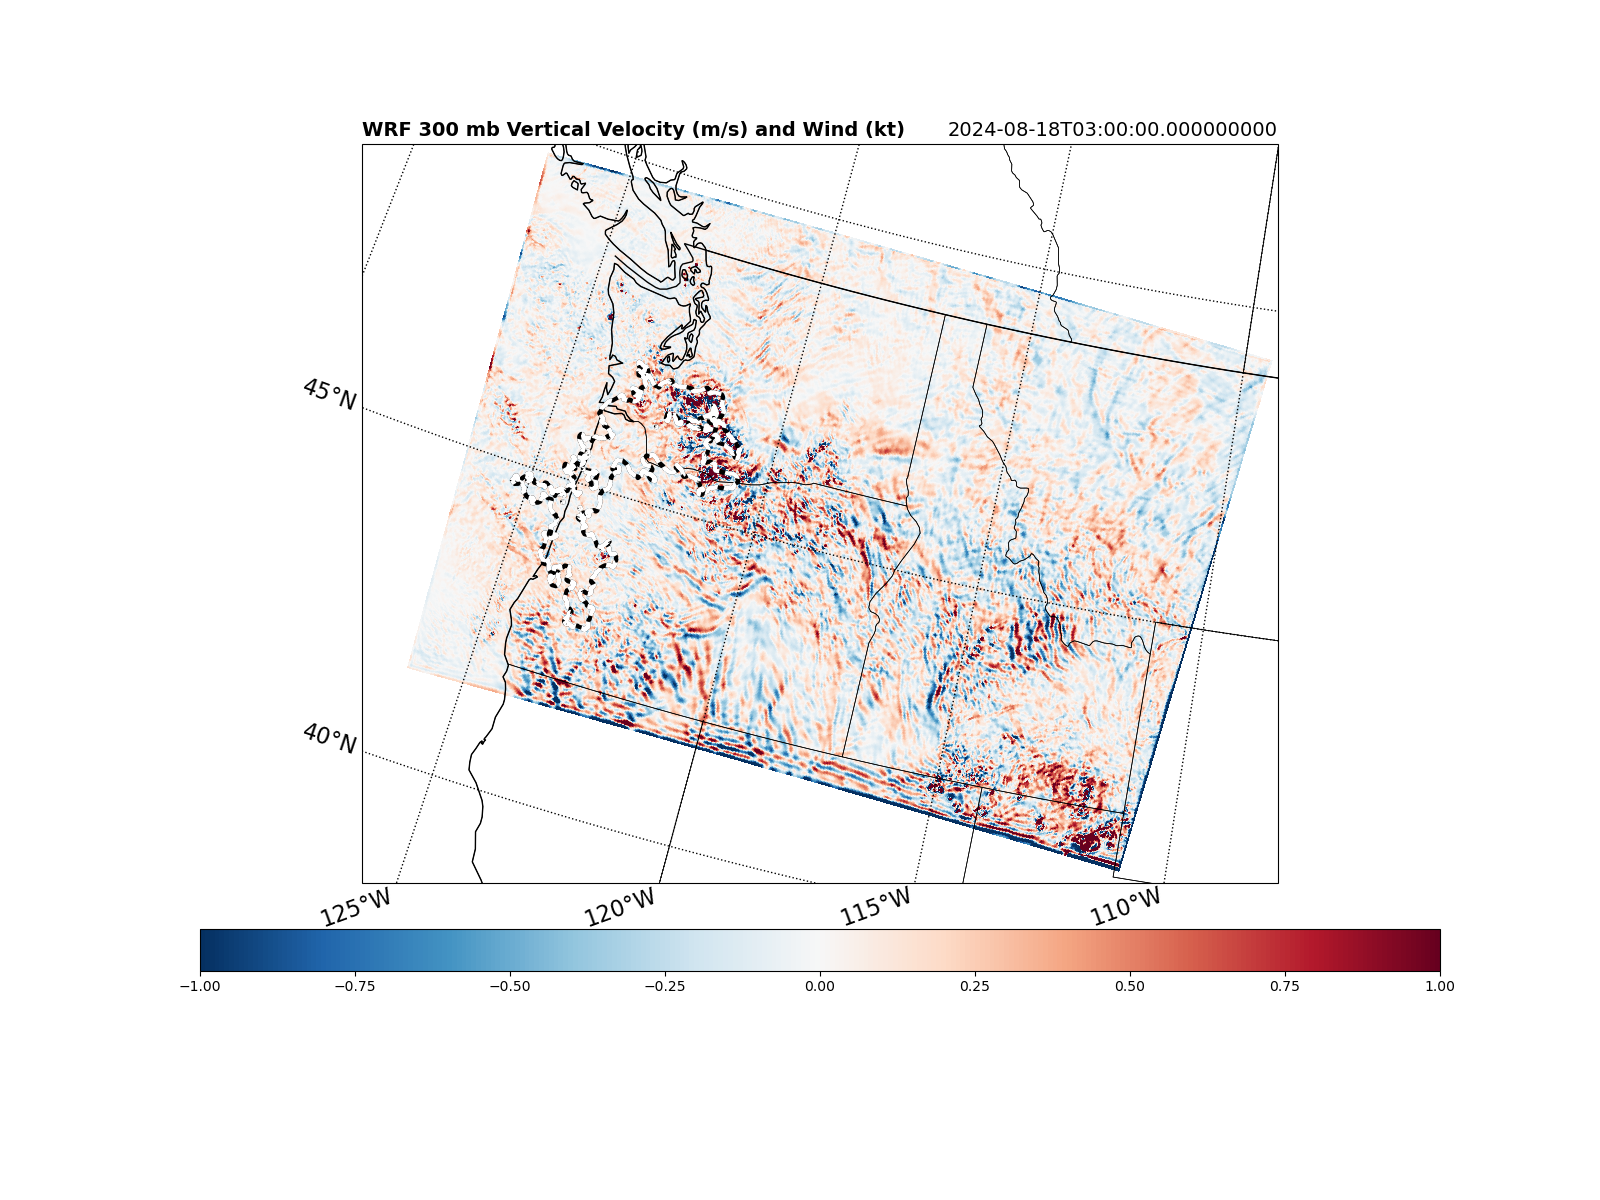 WRF 300 mb Vertical Velocity (m/s) and Wind (kt) 2024-08-18T03:00:00.000000000
45°N
40°N
125°W 120°W 115°W 110°W
−1.00 −0.75 −0.50 −0.25 0.00 0.25 0.50 0.75 1.00